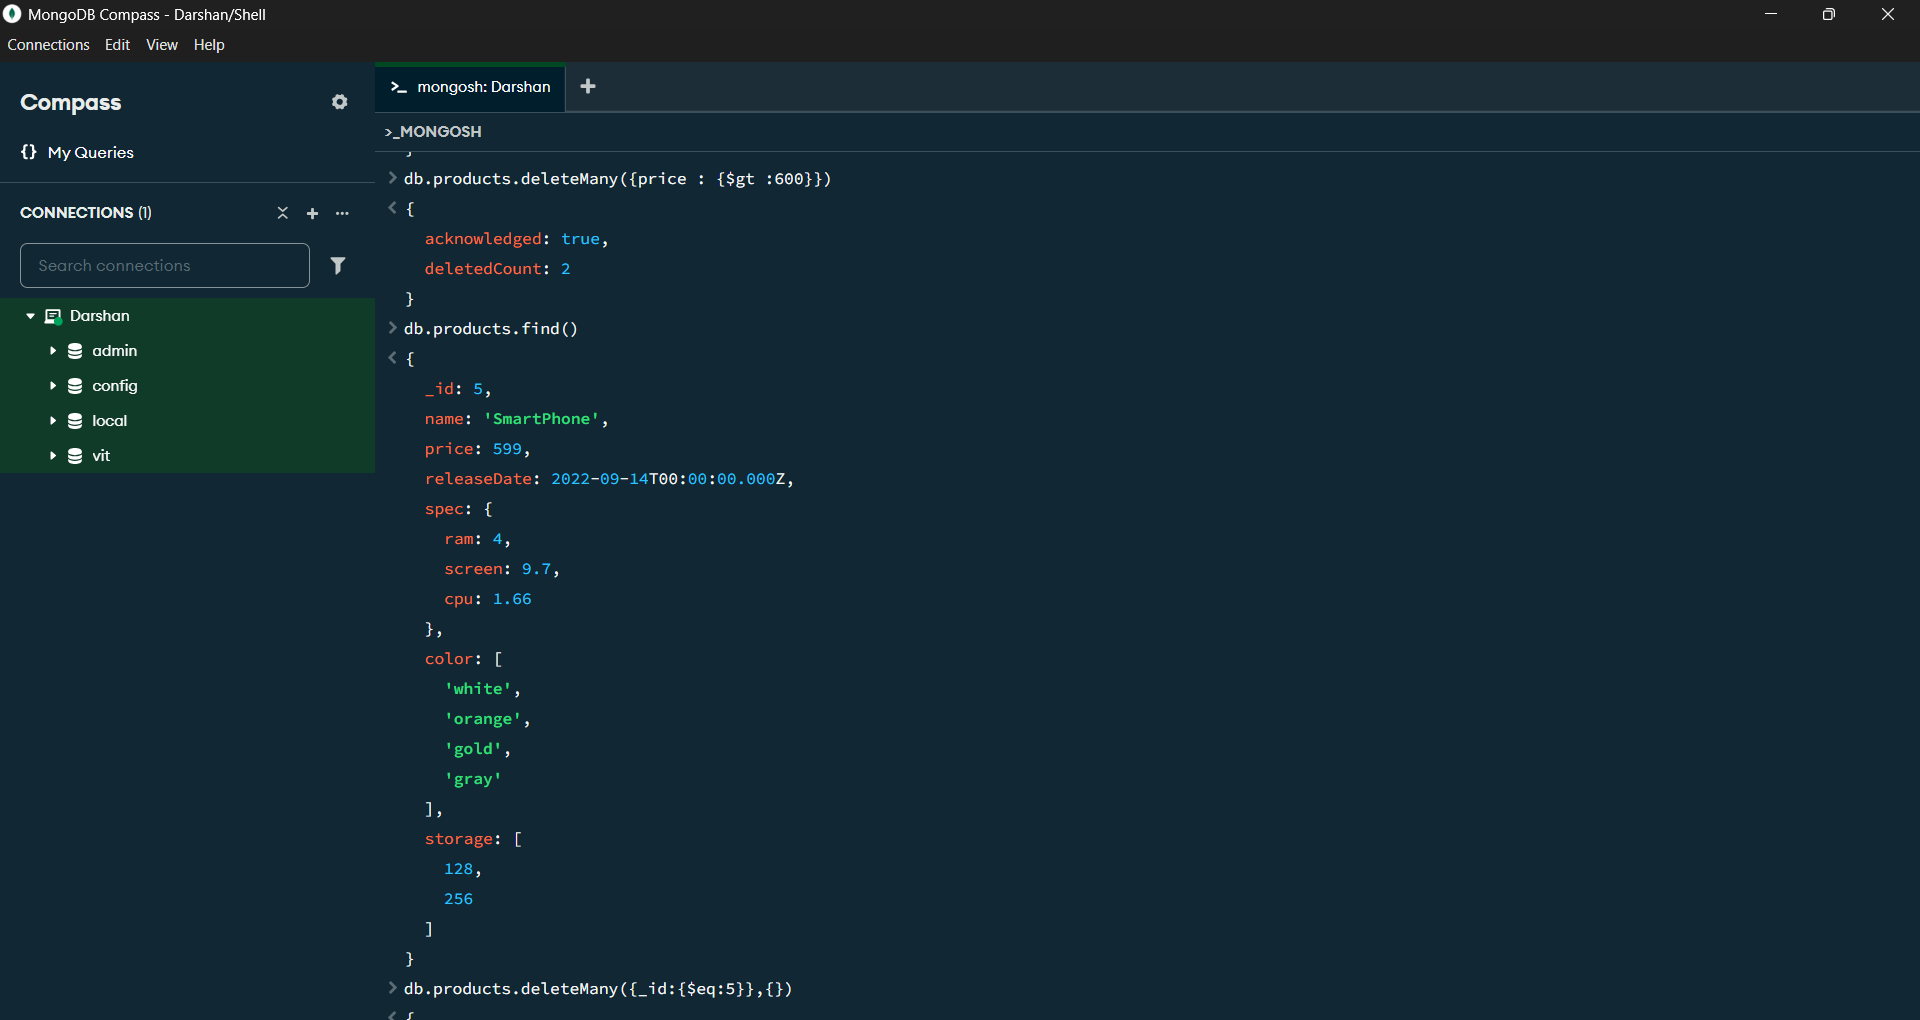 MongoDB Compass - Darshan/Shell
Connections Edit View Help
Compass
{} My Queries
CONNECTIONS (1)
Search connections
Darshan
admin
config
local
vit
>_ mongosh: Darshan +
>_MONGOSH
}
> db.products.deleteMany({price : {$gt :600}})
< {
acknowledged: true,
deletedCount: 2
}
> db.products.find()
< {
_id: 5,
name: 'SmartPhone',
price: 599,
releaseDate: 2022-09-14T00:00:00.000Z,
spec: {
ram: 4,
screen: 9.7,
cpu: 1.66
},
color: [
'white',
'orange',
'gold',
'gray'
],
storage: [
128,
256
]
}
> db.products.deleteMany({_id:{$eq:5}},{})
< {